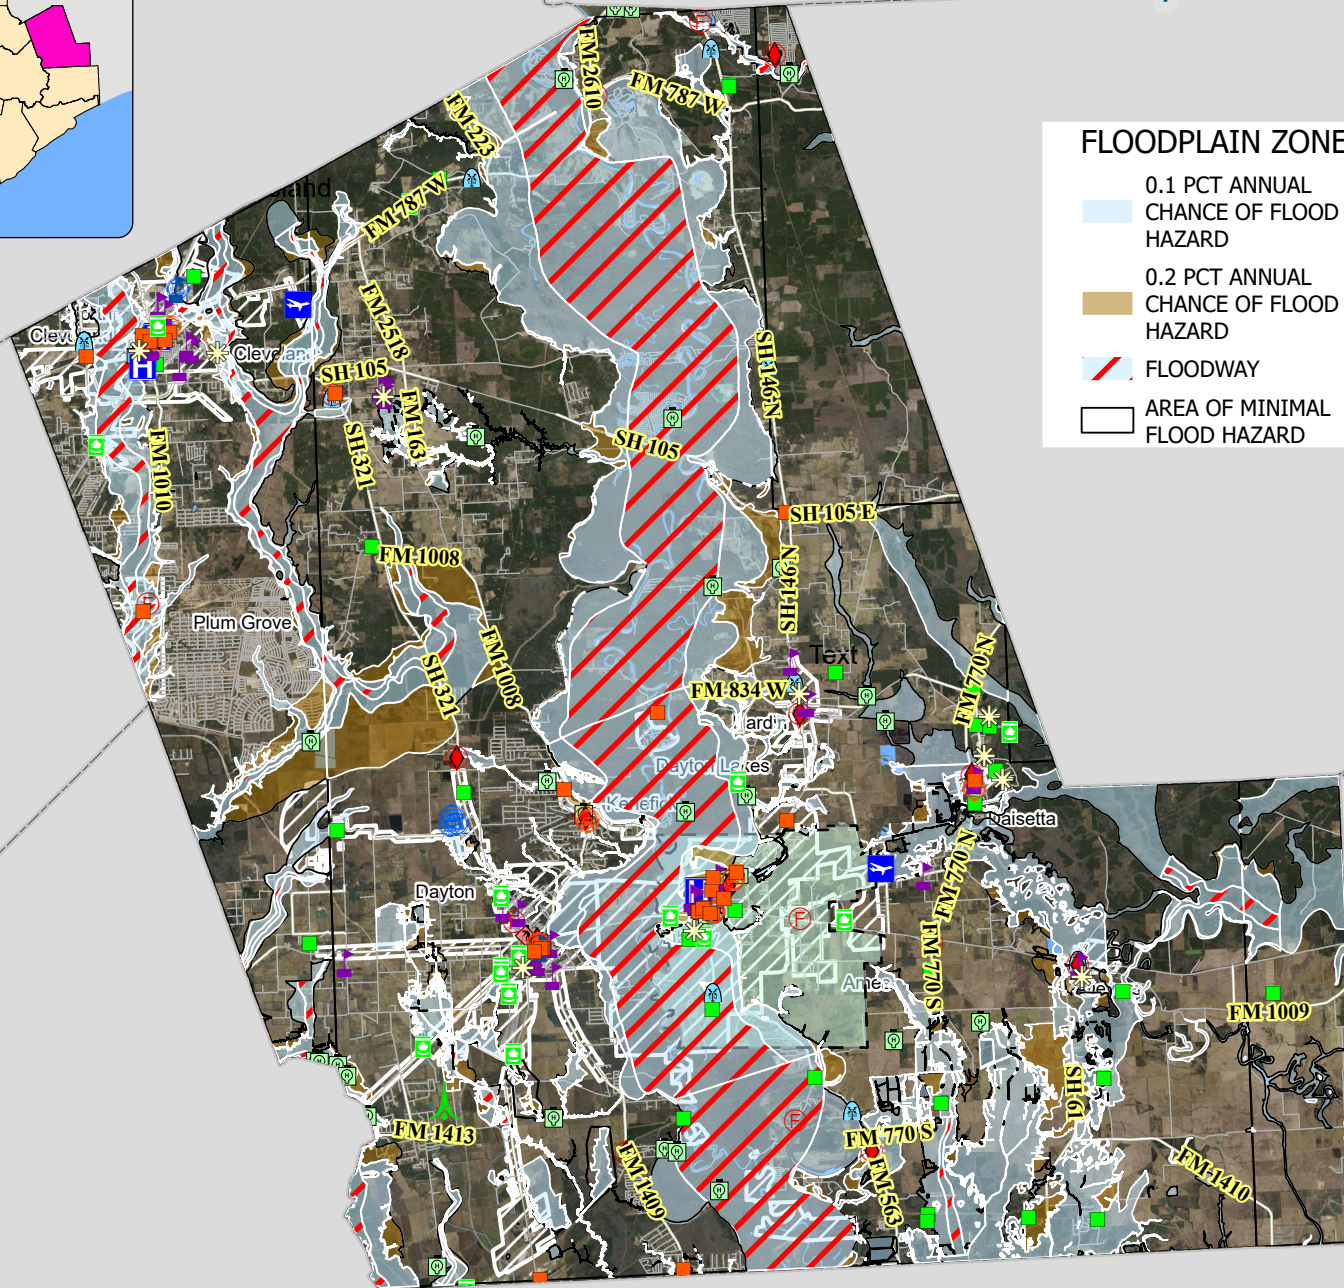 FM 2610
FM 787 W
FM 223
FLOODPLAIN ZONE
0.1 PCT ANNUAL
CHANCE OF FLOOD
HAZARD
FM 787 W
0.2 PCT ANNUAL
CHANCE OF FLOOD
HAZARD
FM 2518
Cleveland
SH 105
SH 146 N
FLOODWAY
H
FM 163
AREA OF MINIMAL
FLOOD HAZARD
FM 1010
SH 321
SH 105
SH 105 E
FM 1008
SH 146 N
Plum Grove
Text
FM 1008
SH 321
FM 834 W
FM 770 N
Dayton Lakes
Kenefick
Daisetta
FM 770 N
Dayton
F
FM 770 S
FM 1009
SH 61
FM 1413
F
FM 770 S
FM 1409
FM 563
FM 1410